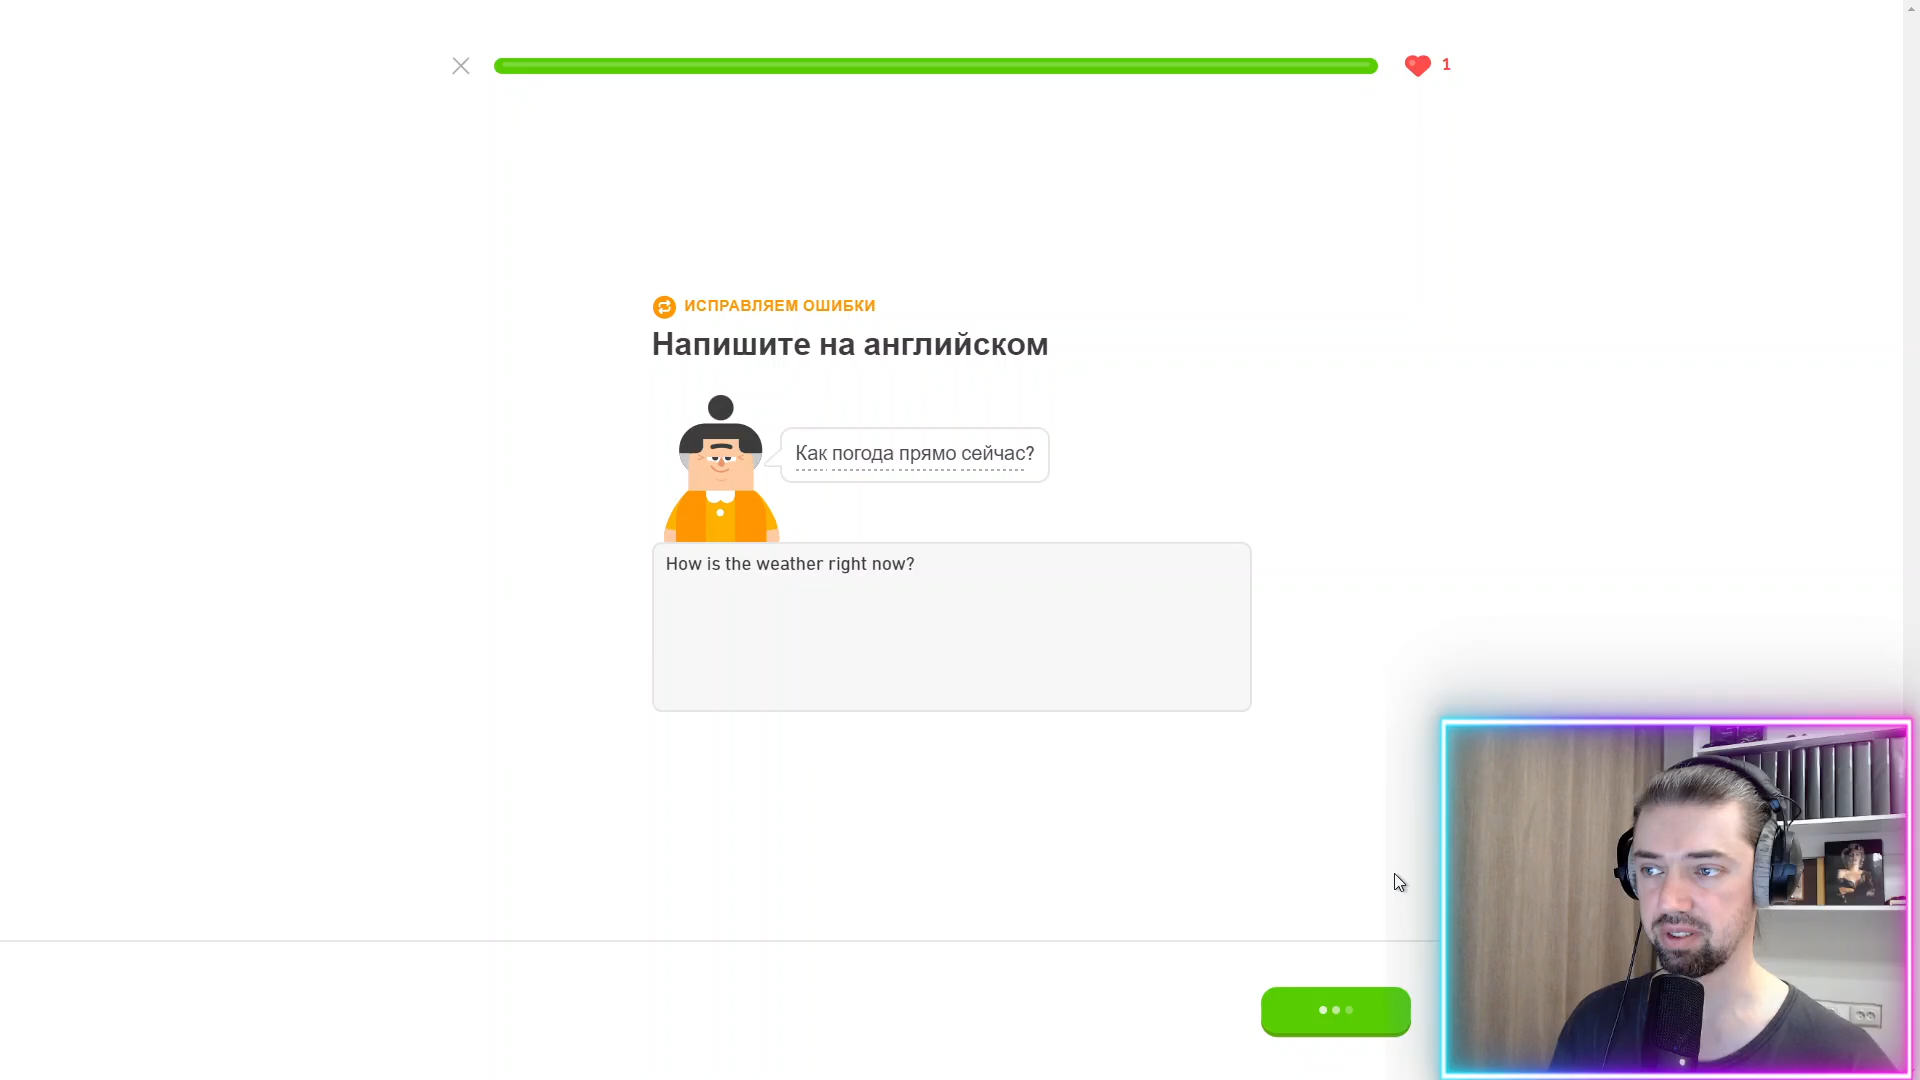 1
ИСПРАВЛЯЕМ ОШИБКИ
Напишите на английском
Как погода прямо сейчас?
How is the weather right now?